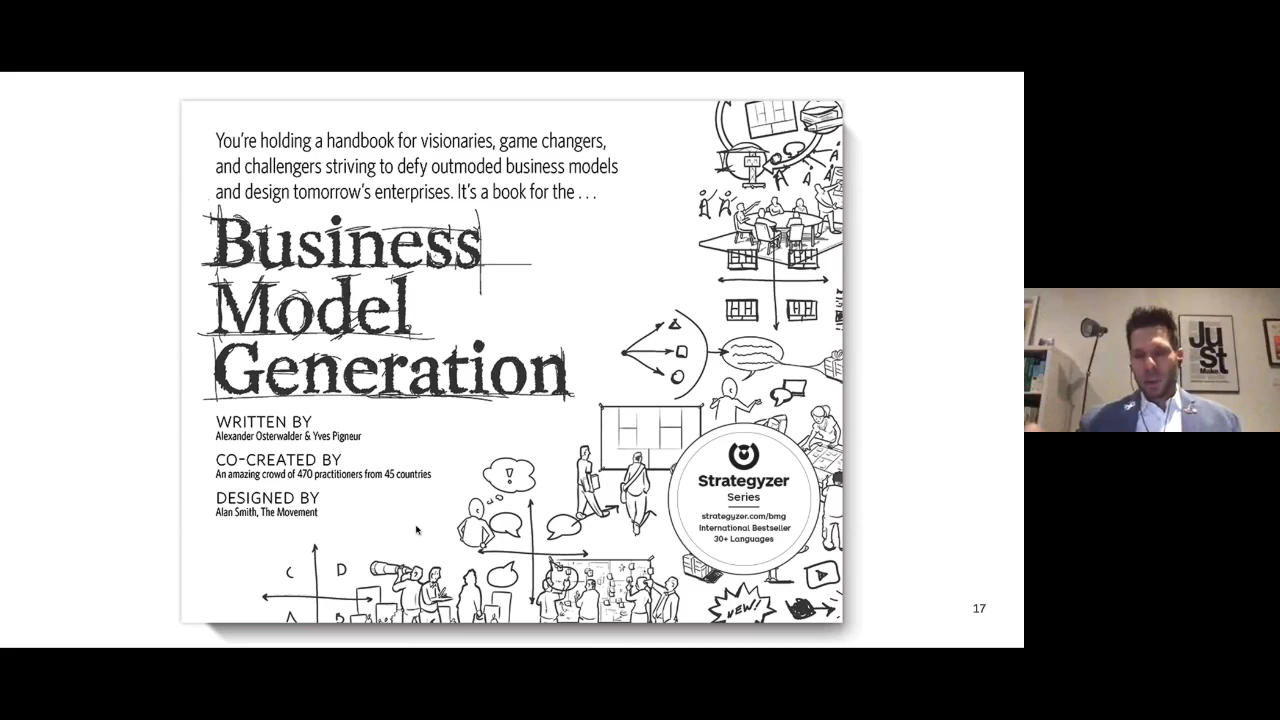 You're holding a handbook for visionaries, game changers,
and challengers striving to defy outmoded business models
and design tomorrow's enterprises. It's a book for the . . .
Business
Model
Generation
WRITTEN BY
Alexander Osterwalder & Yves Pigneur
CO-CREATED BY
An amazing crowd of 470 practitioners from 45 countries
DESIGNED BY
Alan Smith, The Movement
C D
A B
Strategyzer
Series
strategyzer.com/bmg
International Bestseller
30+ Languages
NEW!!
17
Ju
St
Make